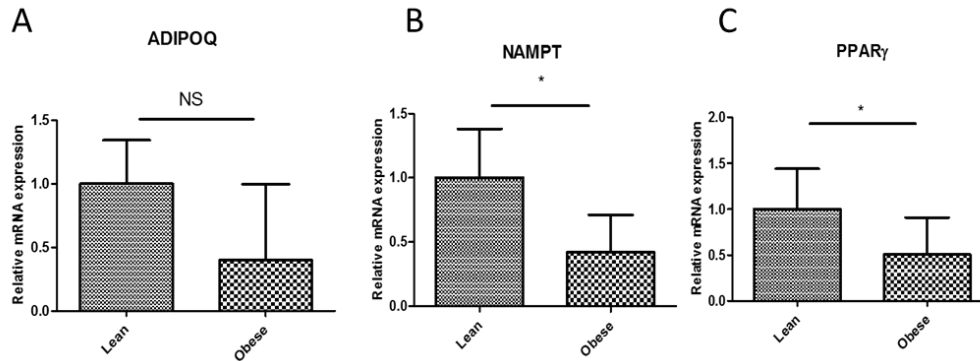 A
ADIPOQ
NS
Relative mRNA expression
1.5
1.0
0.5
0.0
Lean
Obese
B
NAMPT
*
Relative mRNA expression
1.5
1.0
0.5
0.0
Lean
Obese
C
PPARγ
*
Relative mRNA expression
2.0
1.5
1.0
0.5
0.0
Lean
Obese